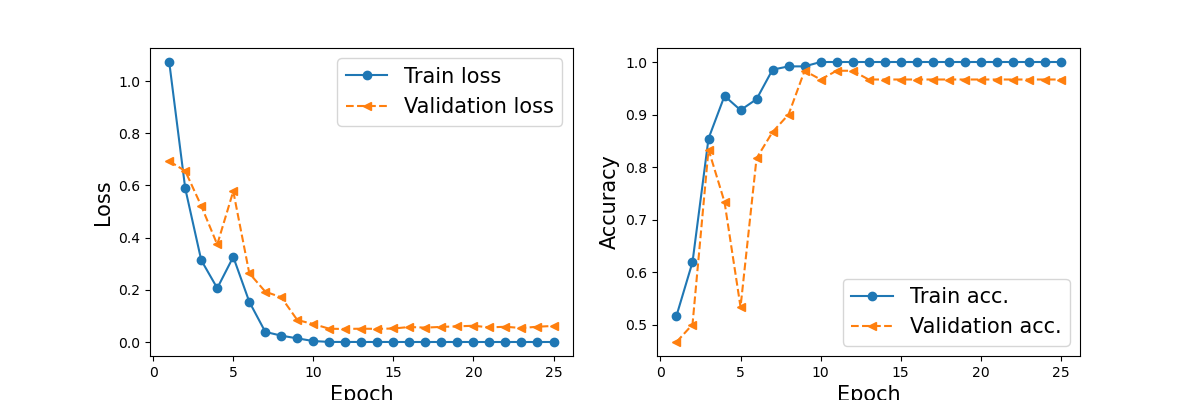 Train loss
Validation loss
Loss
1.0
0.8
0.6
0.4
0.2
0.0
0 5 10 15 20 25
Epoch
Train acc.
Validation acc.
Accuracy
1.0
0.9
0.8
0.7
0.6
0.5
0 5 10 15 20 25
Epoch